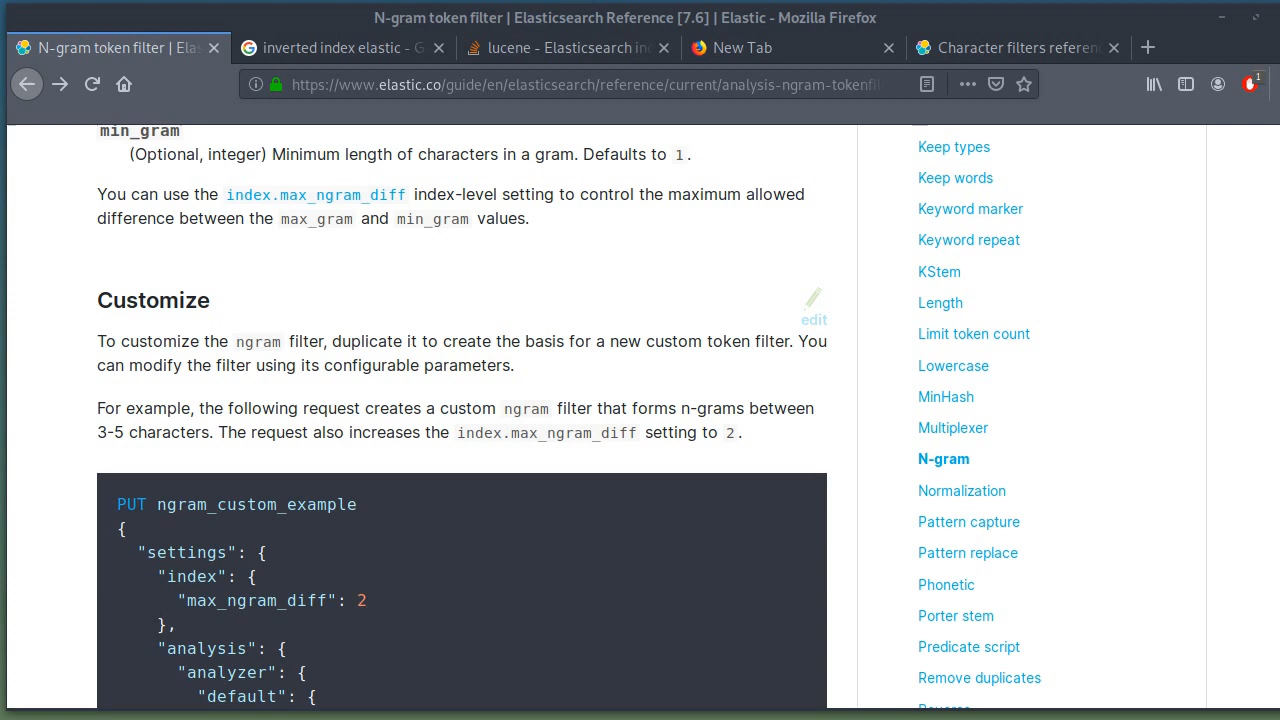 N-gram token filter | Elasticsearch Reference [7.6] | Elastic - Mozilla Firefox
N-gram token filter | Elas
inverted index elastic - G
lucene - Elasticsearch in
New Tab
Character filters referen
https://www.elastic.co/guide/en/elasticsearch/reference/current/analysis-ngram-tokenfil
1
min_gram
(Optional, integer) Minimum length of characters in a gram. Defaults to 1.
You can use the index.max_ngram_diff index-level setting to control the maximum allowed
difference between the max_gram and min_gram values.
Customize
edit
To customize the ngram filter, duplicate it to create the basis for a new custom token filter. You
can modify the filter using its configurable parameters.
For example, the following request creates a custom ngram filter that forms n-grams between
3-5 characters. The request also increases the index.max_ngram_diff setting to 2.
PUT ngram_custom_example
{
"settings": {
"index": {
"max_ngram_diff": 2
},
"analysis": {
"analyzer": {
"default": {
Keep types
Keep words
Keyword marker
Keyword repeat
KStem
Length
Limit token count
Lowercase
MinHash
Multiplexer
N-gram
Normalization
Pattern capture
Pattern replace
Phonetic
Porter stem
Predicate script
Remove duplicates